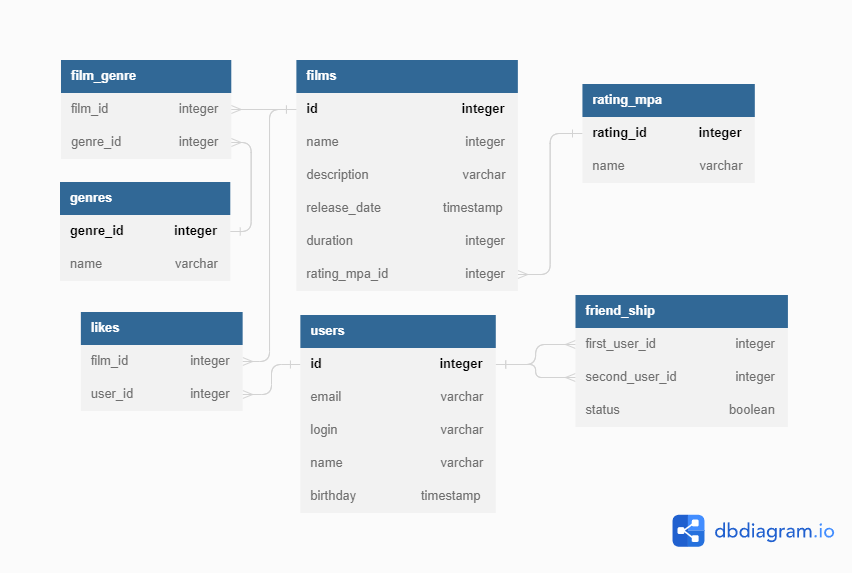 film_genre
film_id integer
genre_id integer
genres
genre_id integer
name varchar
likes
film_id integer
user_id integer
films
id integer
name integer
description varchar
release_date timestamp
duration integer
rating_mpa_id integer
users
id integer
email varchar
login varchar
name varchar
birthday timestamp
rating_mpa
rating_id integer
name varchar
friend_ship
first_user_id integer
second_user_id integer
status boolean
dbdiagram.io